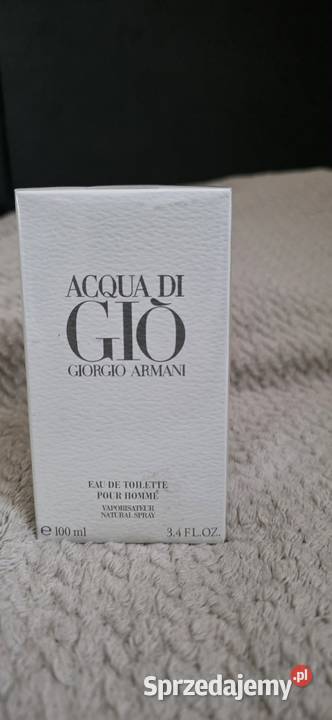 ACQUA DI
GIÒ
GIORGIO ARMANI
EAU DE TOILETTE
POUR HOMME
VAPORISATEUR
NATURAL SPRAY
℮ 100 ml 3.4 FL.OZ.
Sprzedajemy.pl